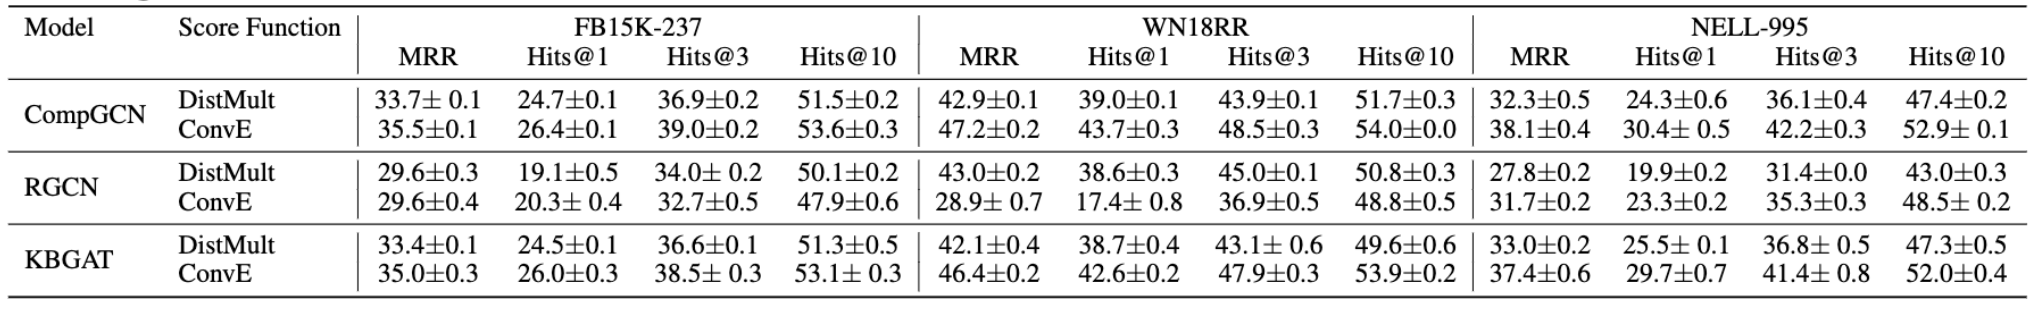 Model Score Function FB15K-237 WN18RR NELL-995
MRR Hits@1 Hits@3 Hits@10 MRR Hits@1 Hits@3 Hits@10 MRR Hits@1 Hits@3 Hits@10
CompGCN
DistMult 33.7± 0.1 24.7±0.1 36.9±0.2 51.5±0.2 42.9±0.1 39.0±0.1 43.9±0.1 51.7±0.3 32.3±0.5 24.3±0.6 36.1±0.4 47.4±0.2
ConvE 35.5±0.1 26.4±0.1 39.0±0.2 53.6±0.3 47.2±0.2 43.7±0.3 48.5±0.3 54.0±0.0 38.1±0.4 30.4± 0.5 42.2±0.3 52.9± 0.1
RGCN
DistMult 29.6±0.3 19.1±0.5 34.0± 0.2 50.1±0.2 43.0±0.2 38.6±0.3 45.0±0.1 50.8±0.3 27.8±0.2 19.9±0.2 31.4±0.0 43.0±0.3
ConvE 29.6±0.4 20.3± 0.4 32.7±0.5 47.9±0.6 28.9± 0.7 17.4± 0.8 36.9±0.5 48.8±0.5 31.7±0.2 23.3±0.2 35.3±0.3 48.5± 0.2
KBGAT
DistMult 33.4±0.1 24.5±0.1 36.6±0.1 51.3±0.5 42.1±0.4 38.7±0.4 43.1± 0.6 49.6±0.6 33.0±0.2 25.5± 0.1 36.8± 0.5 47.3±0.5
ConvE 35.0±0.3 26.0±0.3 38.5± 0.3 53.1± 0.3 46.4±0.2 42.6±0.2 47.9±0.3 53.9±0.2 37.4±0.6 29.7±0.7 41.4± 0.8 52.0±0.4